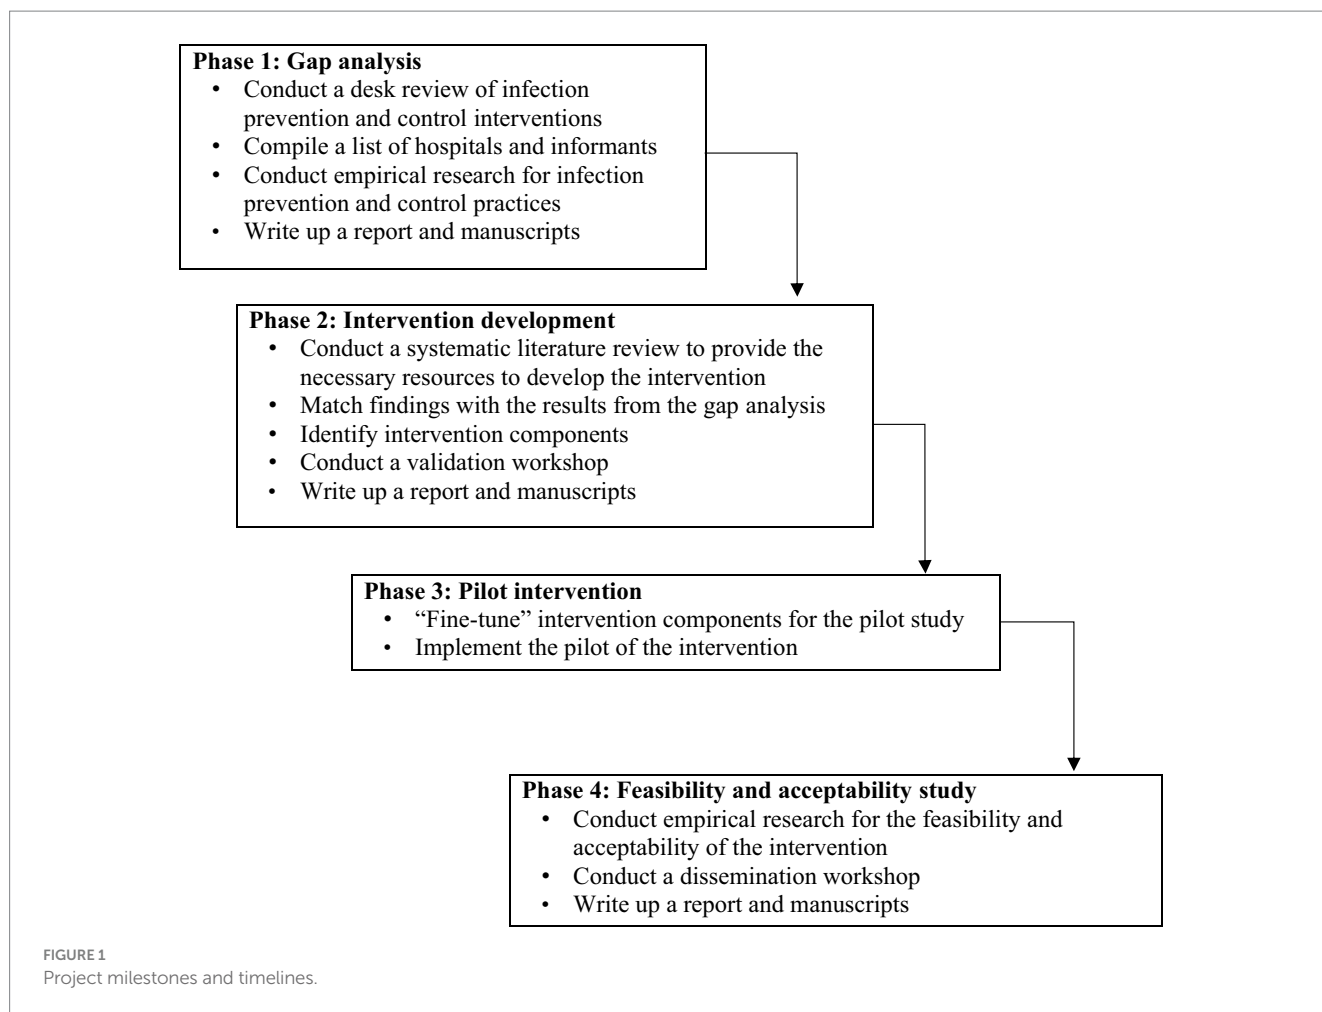 Phase 1: Gap analysis
• Conduct a desk review of infection
prevention and control interventions
• Compile a list of hospitals and informants
• Conduct empirical research for infection
prevention and control practices
• Write up a report and manuscripts
Phase 2: Intervention development
• Conduct a systematic literature review to provide the
necessary resources to develop the intervention
• Match findings with the results from the gap analysis
• Identify intervention components
• Conduct a validation workshop
• Write up a report and manuscripts
Phase 3: Pilot intervention
• “Fine-tune” intervention components for the pilot study
• Implement the pilot of the intervention
Phase 4: Feasibility and acceptability study
• Conduct empirical research for the feasibility and
acceptability of the intervention
• Conduct a dissemination workshop
• Write up a report and manuscripts
FIGURE 1
Project milestones and timelines.